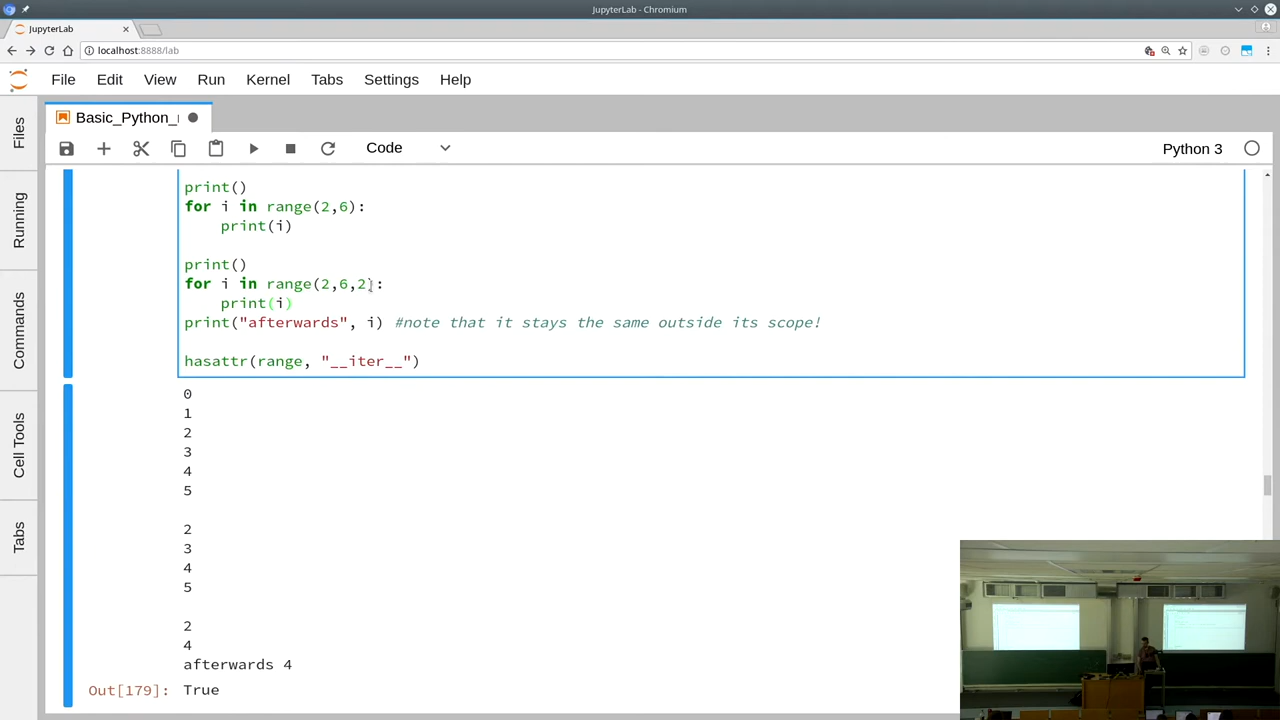 JupyterLab - Chromium
JupyterLab
localhost:8888/lab
File Edit View Run Kernel Tabs Settings Help
Files
Running
Commands
Cell Tools
Tabs
Basic_Python_
Code
Python 3
print()
for i in range(2,6):
    print(i)
print()
for i in range(2,6,2):
    print(i)
print("afterwards", i) #note that it stays the same outside its scope!
hasattr(range, "__iter__")
0
1
2
3
4
5
2
3
4
5
2
4
afterwards 4
Out[179]: True